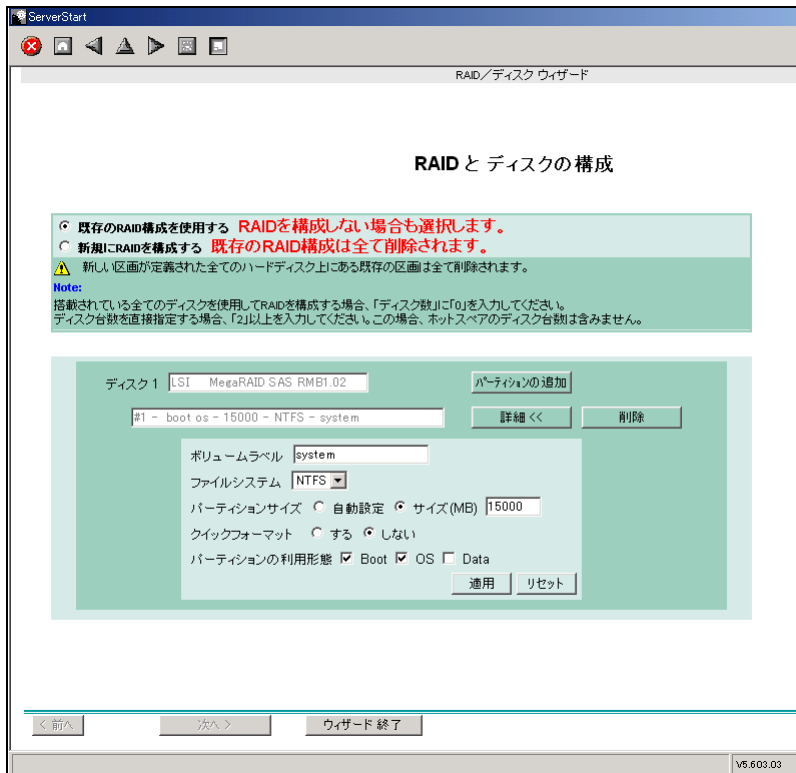 ServerStart
RAID／ディスク ウィザード
RAID と ディスクの構成
既存のRAID構成を使用する RAIDを構成しない場合も選択します。
新規にRAIDを構成する 既存のRAID構成は全て削除されます。
新しい区画が定義された全てのハードディスク上にある既存の区画は全て削除されます。
Note:
搭載されている全てのディスクを使用してRAIDを構成する場合、「ディスク数」に「0」を入力してください。
ディスク台数を直接指定する場合、「2」以上を入力してください。この場合、ホットスペアのディスク台数は含みません。
ディスク 1 LSI MegaRAID SAS RMB1.02 パーティションの追加
#1 - boot os - 15000 - NTFS - system 詳細 << 削除
ボリュームラベル system
ファイルシステム NTFS
パーティションサイズ 自動設定 サイズ(MB) 15000
クイックフォーマット する しない
パーティションの利用形態 Boot OS Data
適用 リセット
< 前へ 次へ > ウィザード 終了
V5.603.03